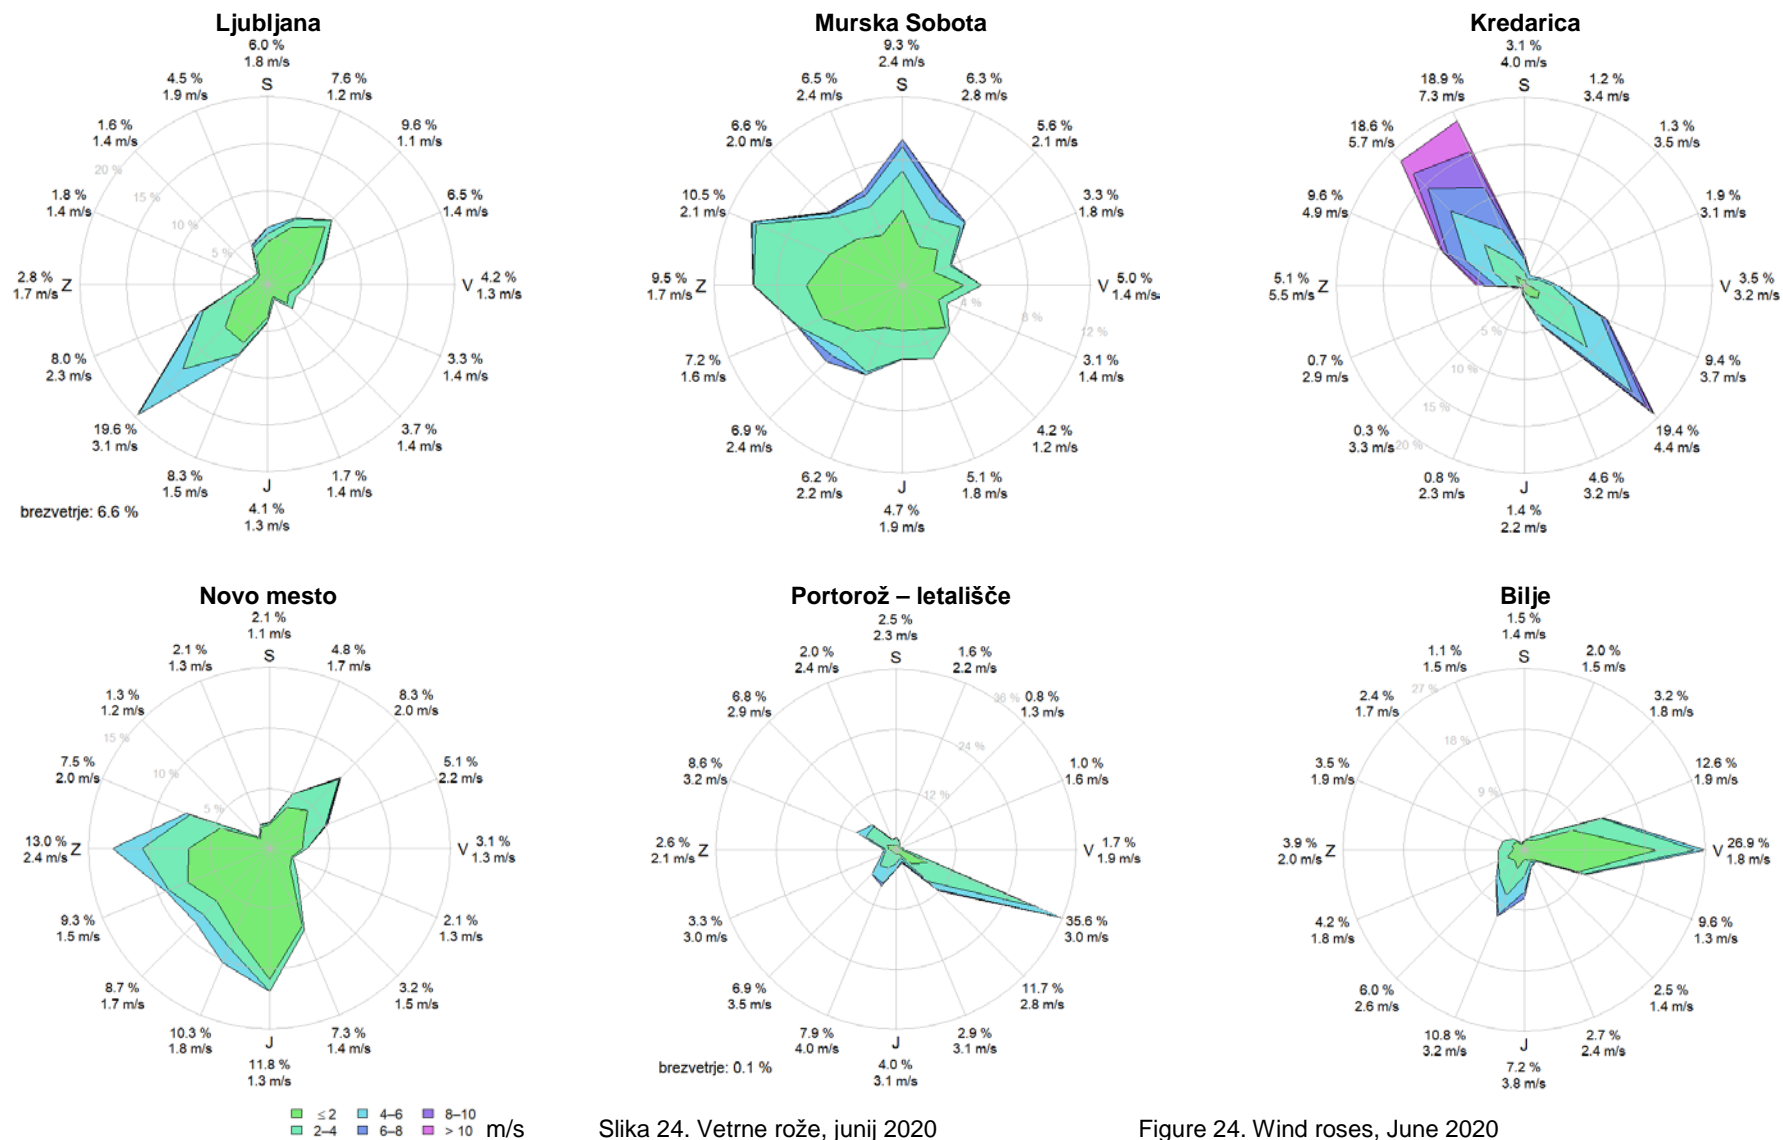 Ljubljana
6.0 %
1.8 m/s
S
4.5 %
1.9 m/s
7.6 %
1.2 m/s
1.6 %
1.4 m/s
9.6 %
1.1 m/s
20 %
15 %
10 %
5 %
1.8 %
1.4 m/s
6.5 %
1.4 m/s
2.8 %
1.7 m/s
Z
V
4.2 %
1.3 m/s
8.0 %
2.3 m/s
3.3 %
1.4 m/s
19.6 %
3.1 m/s
3.7 %
1.4 m/s
8.3 %
1.5 m/s
1.7 %
1.4 m/s
J
4.1 %
1.3 m/s
brezvetrje: 6.6 %
Murska Sobota
9.3 %
2.4 m/s
S
6.5 %
2.4 m/s
6.3 %
2.8 m/s
6.6 %
2.0 m/s
5.6 %
2.1 m/s
10.5 %
2.1 m/s
3.3 %
1.8 m/s
9.5 %
1.7 m/s
Z
V
5.0 %
1.4 m/s
4 %
8 %
12 %
7.2 %
1.6 m/s
3.1 %
1.4 m/s
6.9 %
2.4 m/s
4.2 %
1.2 m/s
6.2 %
2.2 m/s
5.1 %
1.8 m/s
J
4.7 %
1.9 m/s
Kredarica
3.1 %
4.0 m/s
S
18.9 %
7.3 m/s
1.2 %
3.4 m/s
18.6 %
5.7 m/s
1.3 %
3.5 m/s
9.6 %
4.9 m/s
1.9 %
3.1 m/s
5.1 %
5.5 m/s
Z
V
3.5 %
3.2 m/s
5 %
10 %
15 %
20 %
0.7 %
2.9 m/s
9.4 %
3.7 m/s
0.3 %
3.3 m/s
19.4 %
4.4 m/s
0.8 %
2.3 m/s
4.6 %
3.2 m/s
J
1.4 %
2.2 m/s
Novo mesto
2.1 %
1.1 m/s
S
2.1 %
1.3 m/s
4.8 %
1.7 m/s
1.3 %
1.2 m/s
8.3 %
2.0 m/s
15 %
10 %
5 %
7.5 %
2.0 m/s
5.1 %
2.2 m/s
13.0 %
2.4 m/s
Z
V
3.1 %
1.3 m/s
9.3 %
1.5 m/s
2.1 %
1.3 m/s
8.7 %
1.7 m/s
3.2 %
1.5 m/s
10.3 %
1.8 m/s
7.3 %
1.4 m/s
J
11.8 %
1.3 m/s
Portorož – letališče
2.5 %
2.3 m/s
S
2.0 %
2.4 m/s
1.6 %
2.2 m/s
6.8 %
2.9 m/s
36 %
24 %
12 %
0.8 %
1.3 m/s
8.6 %
3.2 m/s
1.0 %
1.6 m/s
2.6 %
2.1 m/s
Z
V
1.7 %
1.9 m/s
3.3 %
3.0 m/s
35.6 %
3.0 m/s
6.9 %
3.5 m/s
11.7 %
2.8 m/s
7.9 %
4.0 m/s
2.9 %
3.1 m/s
J
4.0 %
3.1 m/s
brezvetrje: 0.1 %
Bilje
1.5 %
1.4 m/s
S
1.1 %
1.5 m/s
2.0 %
1.5 m/s
2.4 %
1.7 m/s
3.2 %
1.8 m/s
27 %
18 %
9 %
3.5 %
1.9 m/s
12.6 %
1.9 m/s
3.9 %
2.0 m/s
Z
V
26.9 %
1.8 m/s
4.2 %
1.8 m/s
9.6 %
1.3 m/s
6.0 %
2.6 m/s
2.5 %
1.4 m/s
10.8 %
3.2 m/s
2.7 %
2.4 m/s
J
7.2 %
3.8 m/s
≤ 2
4–6
8–10
2–4
6–8
> 10
m/s
Slika 24. Vetrne rože, junij 2020
Figure 24. Wind roses, June 2020